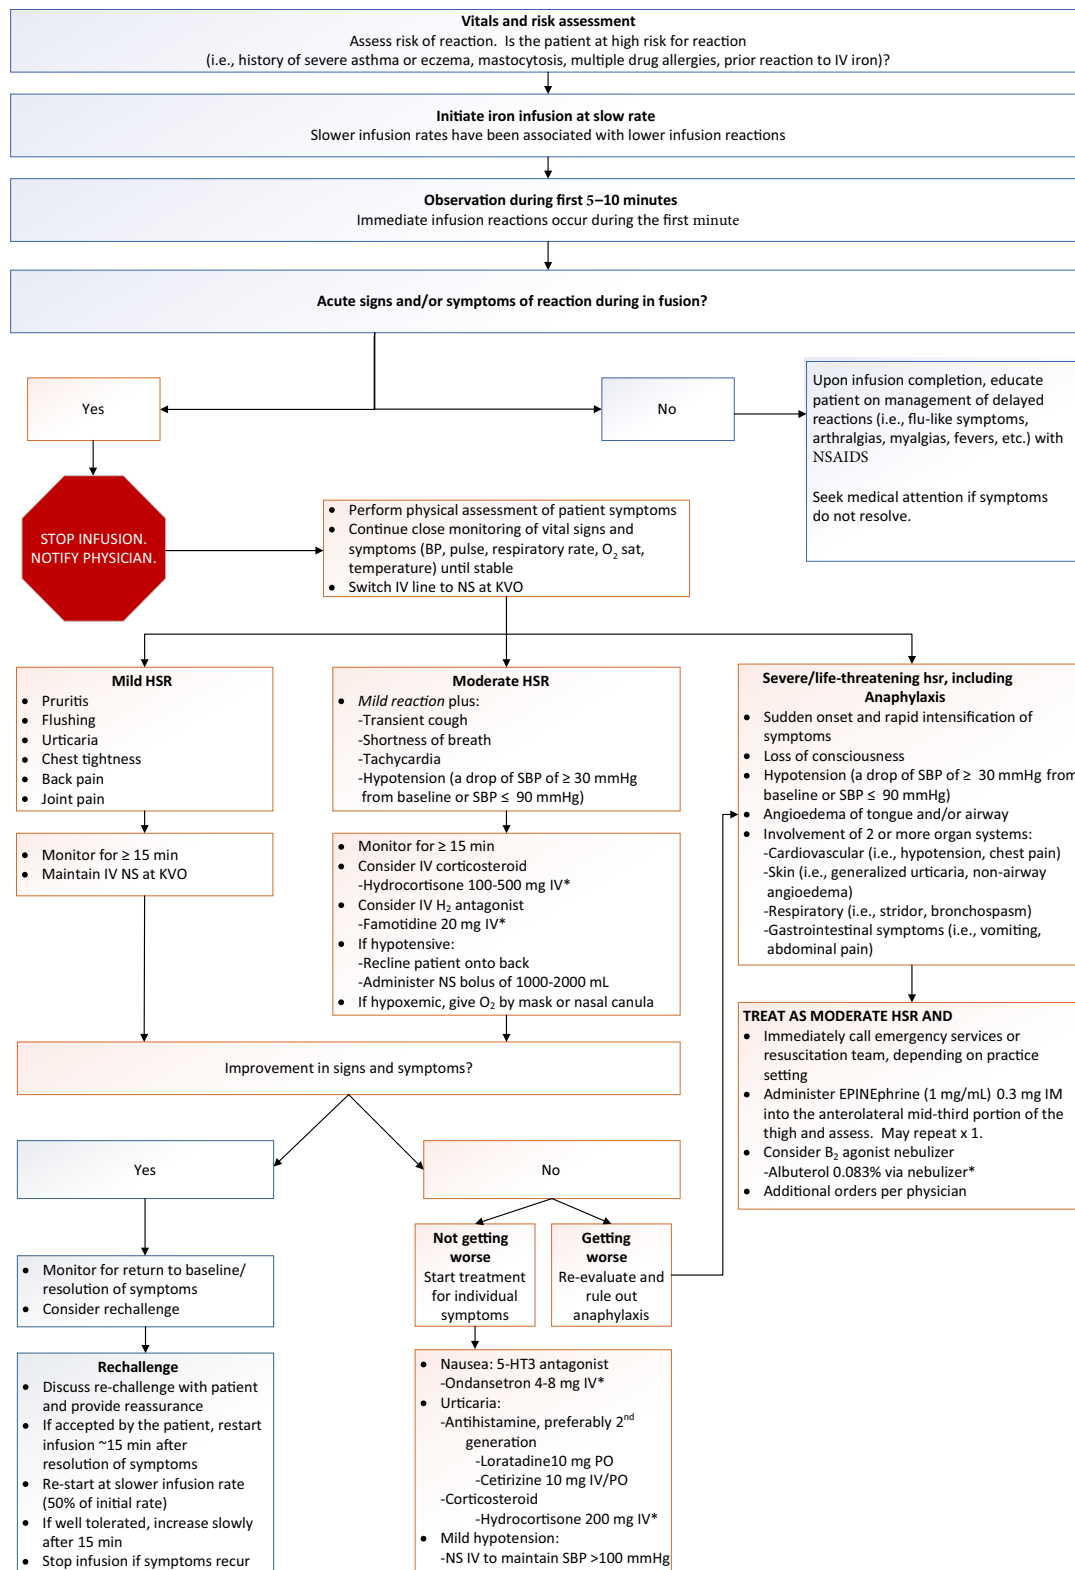 Vitals and risk assessment
Assess risk of reaction. Is the patient at high risk for reaction
(i.e., history of severe asthma or eczema, mastocytosis, multiple drug allergies, prior reaction to IV iron)?
Initiate iron infusion at slow rate
Slower infusion rates have been associated with lower infusion reactions
Observation during first 5–10 minutes
Immediate infusion reactions occur during the first minute
Acute signs and/or symptoms of reaction during in fusion?
Yes
No
Upon infusion completion, educate
patient on management of delayed
reactions (i.e., flu-like symptoms,
arthralgias, myalgias, fevers, etc.) with
NSAIDS
Seek medical attention if symptoms
do not resolve.
STOP INFUSION.
NOTIFY PHYSICIAN.
• Perform physical assessment of patient symptoms
• Continue close monitoring of vital signs and
symptoms (BP, pulse, respiratory rate, O2 sat,
temperature) until stable
• Switch IV line to NS at KVO
Mild HSR
• Pruritis
• Flushing
• Urticaria
• Chest tightness
• Back pain
• Joint pain
• Monitor for ≥ 15 min
• Maintain IV NS at KVO
Moderate HSR
• Mild reaction plus:
-Transient cough
-Shortness of breath
-Tachycardia
-Hypotension (a drop of SBP of ≥ 30 mmHg
from baseline or SBP ≤ 90 mmHg)
• Monitor for ≥ 15 min
• Consider IV corticosteroid
-Hydrocortisone 100-500 mg IV*
• Consider IV H2 antagonist
-Famotidine 20 mg IV*
• If hypotensive:
-Recline patient onto back
-Administer NS bolus of 1000-2000 mL
• If hypoxemic, give O2 by mask or nasal canula
Severe/life-threatening hsr, including
Anaphylaxis
• Sudden onset and rapid intensification of
symptoms
• Loss of consciousness
• Hypotension (a drop of SBP of ≥ 30 mmHg from
baseline or SBP ≤ 90 mmHg)
• Angioedema of tongue and/or airway
• Involvement of 2 or more organ systems:
-Cardiovascular (i.e., hypotension, chest pain)
-Skin (i.e., generalized urticaria, non-airway
angioedema)
-Respiratory (i.e., stridor, bronchospasm)
-Gastrointestinal symptoms (i.e., vomiting,
abdominal pain)
TREAT AS MODERATE HSR AND
• Immediately call emergency services or
resuscitation team, depending on practice
setting
• Administer EPINEphrine (1 mg/mL) 0.3 mg IM
into the anterolateral mid-third portion of the
thigh and assess. May repeat x 1.
• Consider B2 agonist nebulizer
-Albuterol 0.083% via nebulizer*
• Additional orders per physician
Improvement in signs and symptoms?
Yes
No
• Monitor for return to baseline/
resolution of symptoms
• Consider rechallenge
Rechallenge
• Discuss re-challenge with patient
and provide reassurance
• If accepted by the patient, restart
infusion ~15 min after
resolution of symptoms
• Re-start at slower infusion rate
(50% of initial rate)
• If well tolerated, increase slowly
after 15 min
• Stop infusion if symptoms recur
Not getting
worse
Start treatment
for individual
symptoms
Getting
worse
Re-evaluate and
rule out
anaphylaxis
• Nausea: 5-HT3 antagonist
-Ondansetron 4-8 mg IV*
• Urticaria:
-Antihistamine, preferably 2nd
generation
-Loratadine10 mg PO
-Cetirizine 10 mg IV/PO
-Corticosteroid
-Hydrocortisone 200 mg IV*
• Mild hypotension:
-NS IV to maintain SBP >100 mmHg